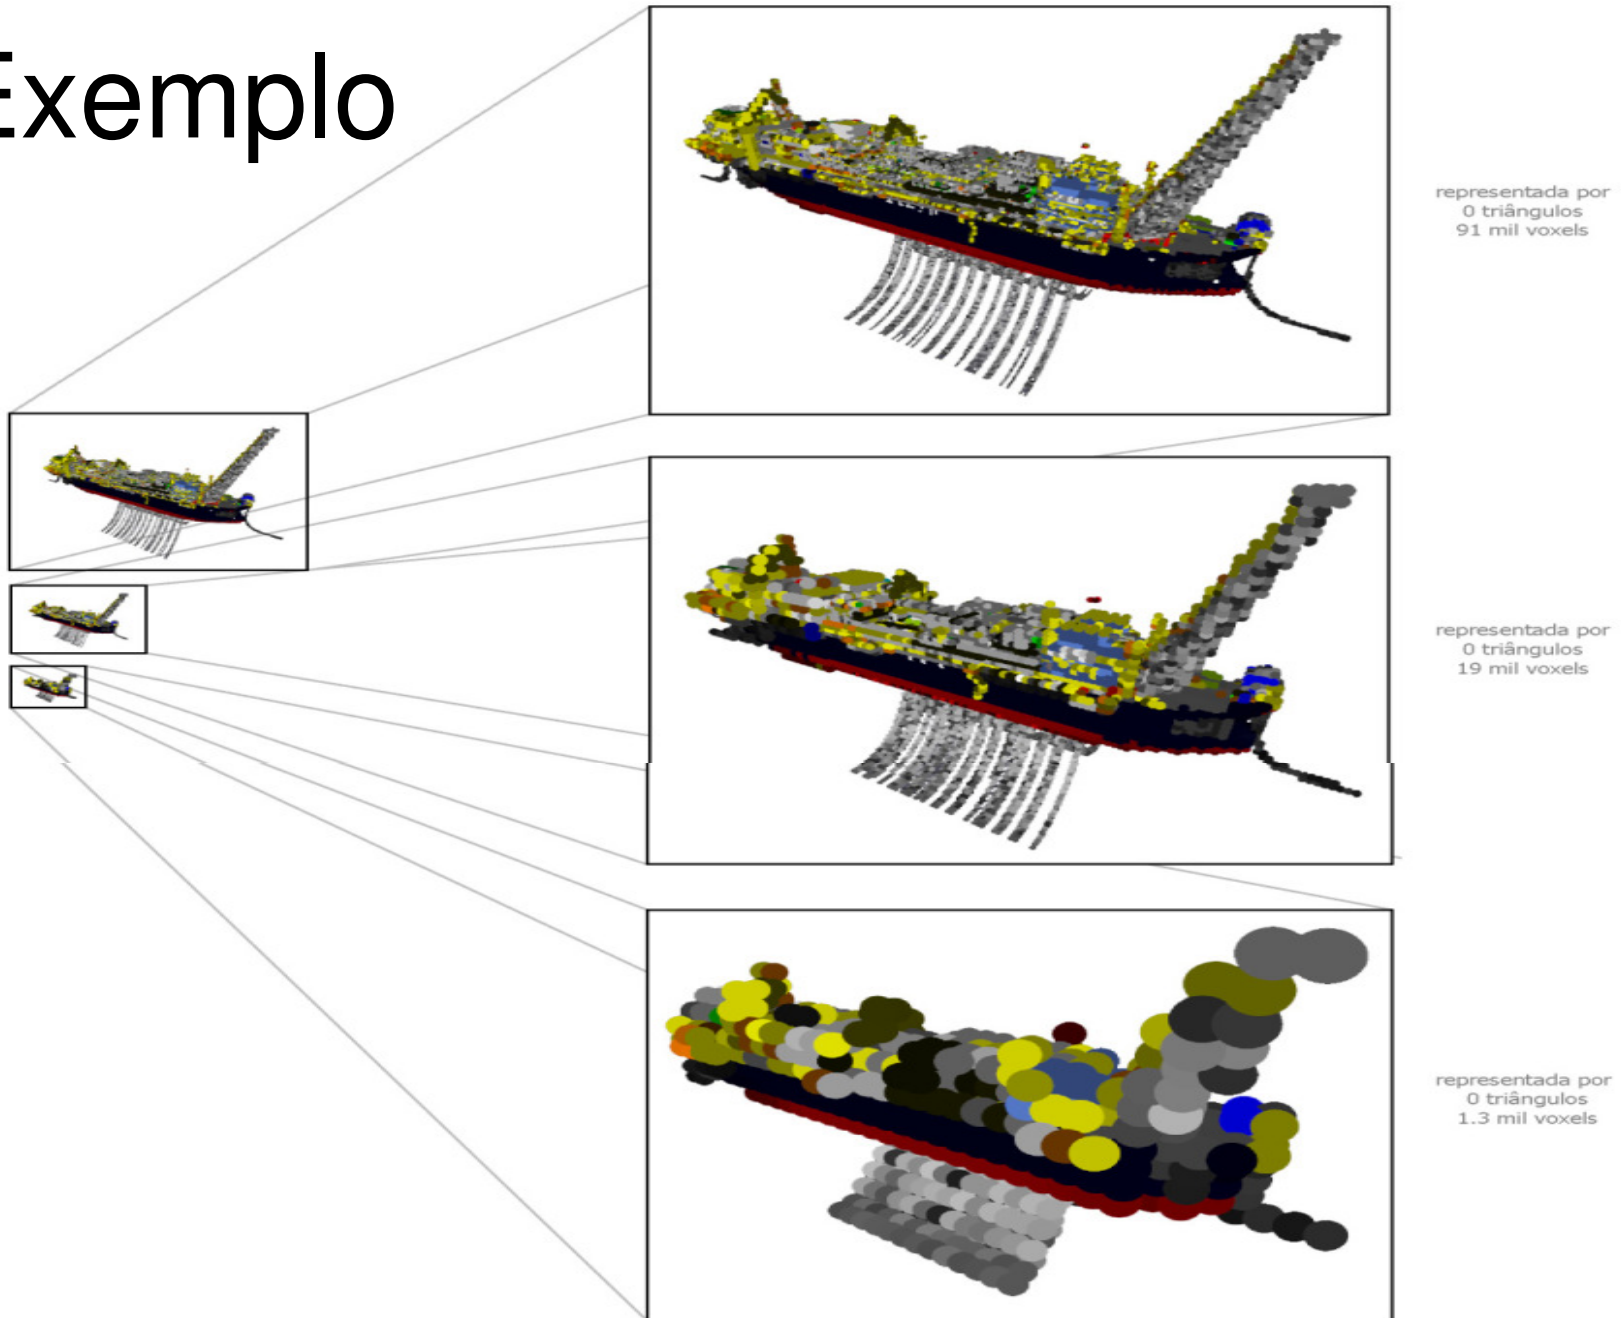 Exemplo
representada por
0 triângulos
91 mil voxels
representada por
0 triângulos
19 mil voxels
representada por
0 triângulos
1.3 mil voxels